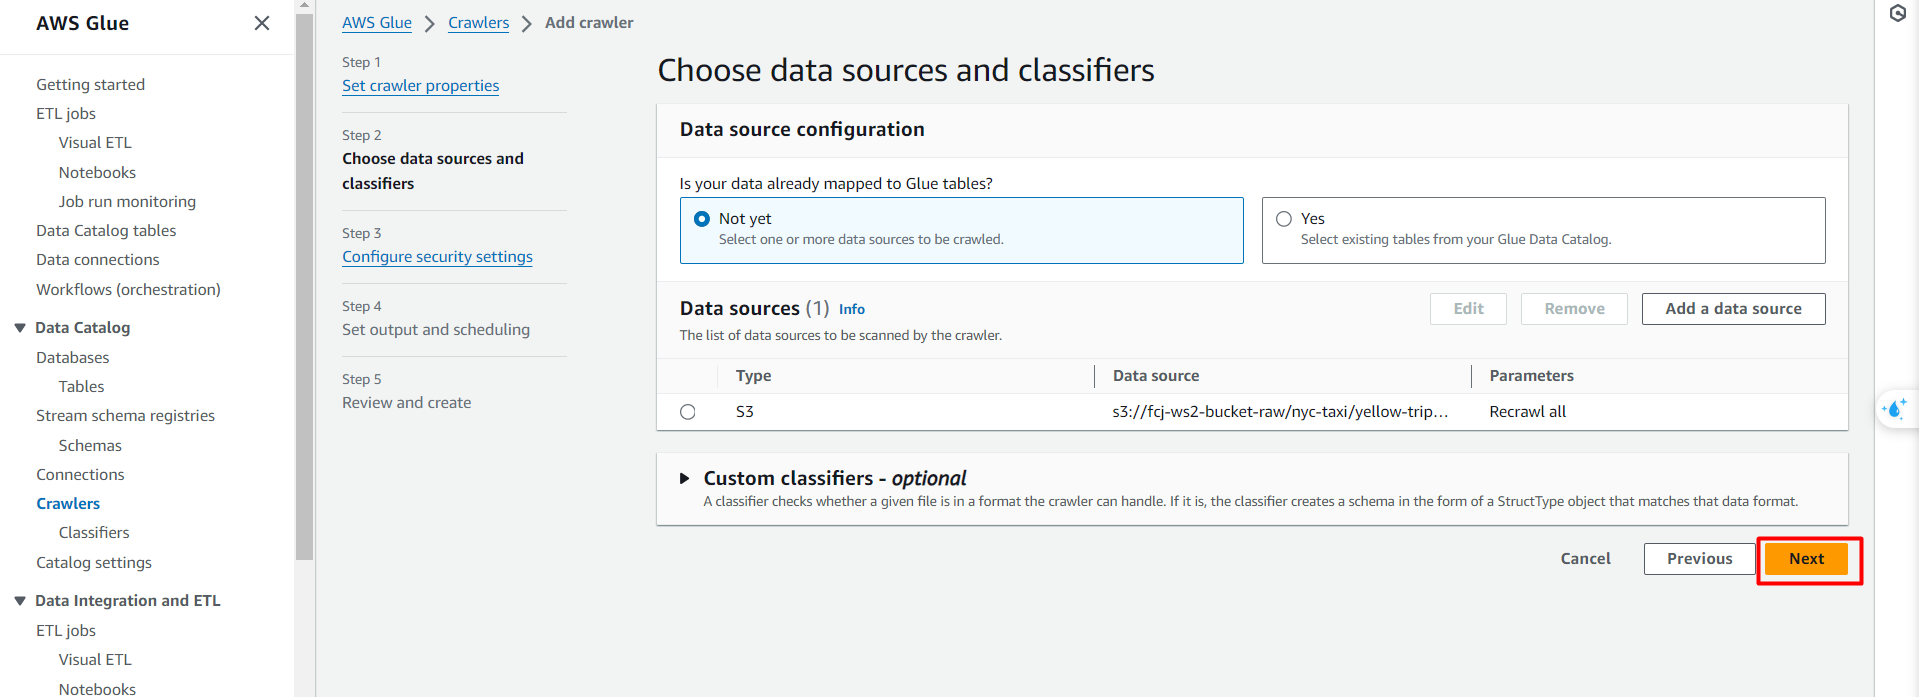 AWS Glue
Getting started
ETL jobs
Visual ETL
Notebooks
Job run monitoring
Data Catalog tables
Data connections
Workflows (orchestration)
Data Catalog
Databases
Tables
Stream schema registries
Schemas
Connections
Crawlers
Classifiers
Catalog settings
Data Integration and ETL
ETL jobs
Visual ETL
Notebooks
AWS Glue > Crawlers > Add crawler
Step 1
Set crawler properties
Step 2
Choose data sources and
classifiers
Step 3
Configure security settings
Step 4
Set output and scheduling
Step 5
Review and create
Choose data sources and classifiers
Data source configuration
Is your data already mapped to Glue tables?
Not yet
Select one or more data sources to be crawled.
Yes
Select existing tables from your Glue Data Catalog.
Data sources (1) Info
The list of data sources to be scanned by the crawler.
Edit Remove Add a data source
Type Data source Parameters
S3 s3://fcj-ws2-bucket-raw/nyc-taxi/yellow-trip... Recrawl all
Custom classifiers - optional
A classifier checks whether a given file is in a format the crawler can handle. If it is, the classifier creates a schema in the form of a StructType object that matches that data format.
Cancel Previous Next